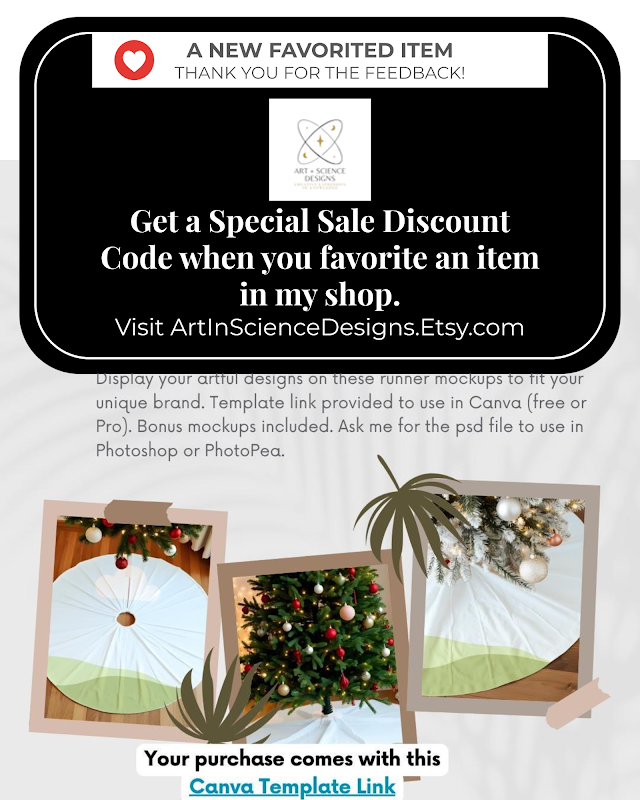 A NEW FAVORITED ITEM
THANK YOU FOR THE FEEDBACK!
ART + SCIENCE
DESIGNS
Get a Special Sale Discount
Code when you favorite an item
in my shop.
Visit ArtInScienceDesigns.Etsy.com
Display your artful designs on these runner mockups to fit your
unique brand. Template link provided to use in Canva (free or
Pro). Bonus mockups included. Ask me for the psd file to use in
Photoshop or PhotoPea.
Your purchase comes with this
Canva Template Link